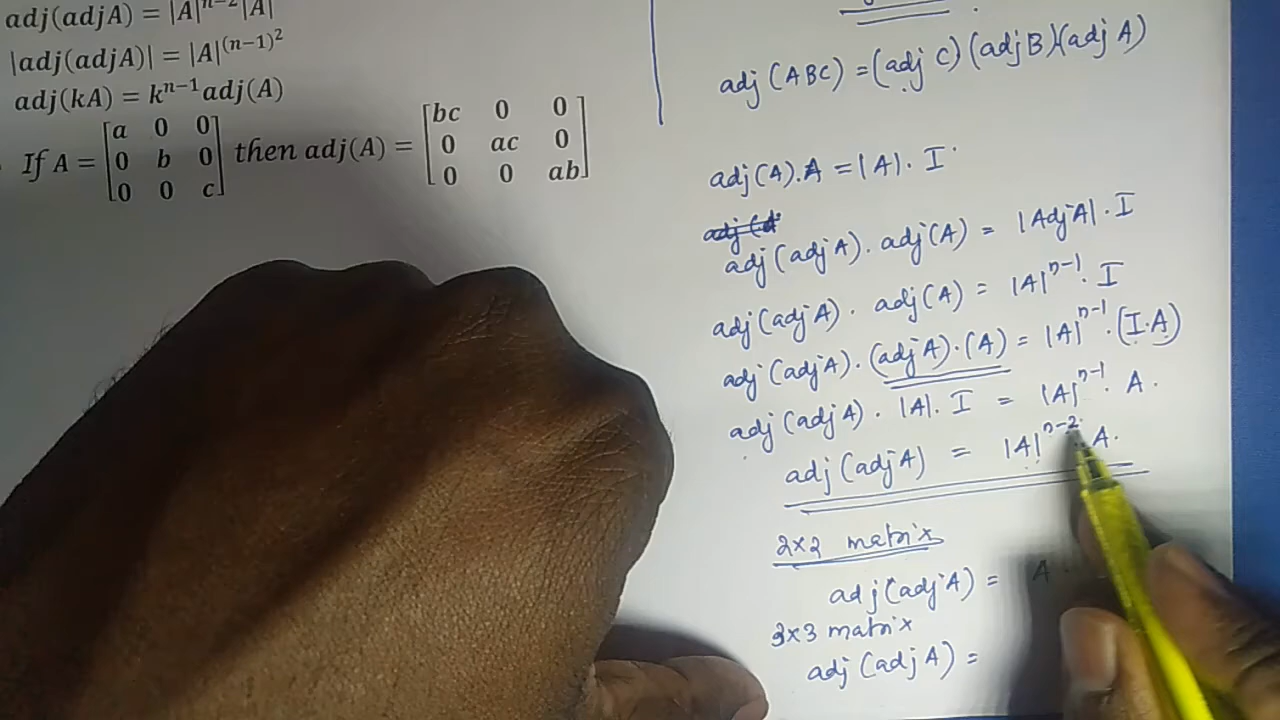 adj(adjA) = |A|ⁿ⁻² |A|
|adj(adjA)| = |A|^(n−1)²
adj(kA) = kⁿ⁻¹adj(A)
If A = [a 0 0; 0 b 0; 0 0 c] then adj(A) = [bc 0 0; 0 ac 0; 0 0 ab]
adj (ABC) = (adj C) (adj B)(adj A)
adj(A).A = |A|. I
adj (adj A). adj(A) = |AdjA|. I
adj (adj A). adj(A) = |A|ⁿ⁻¹. I
adj (adj A). (adj A).(A) = |A|ⁿ⁻¹. (I.A)
adj (adj A). |A|. I = |A|ⁿ⁻¹. A.
adj (adj A) = |A|ⁿ⁻². A.
2x2 matrix
adj(adj A) = A
3x3 matrix
adj (adj A) =